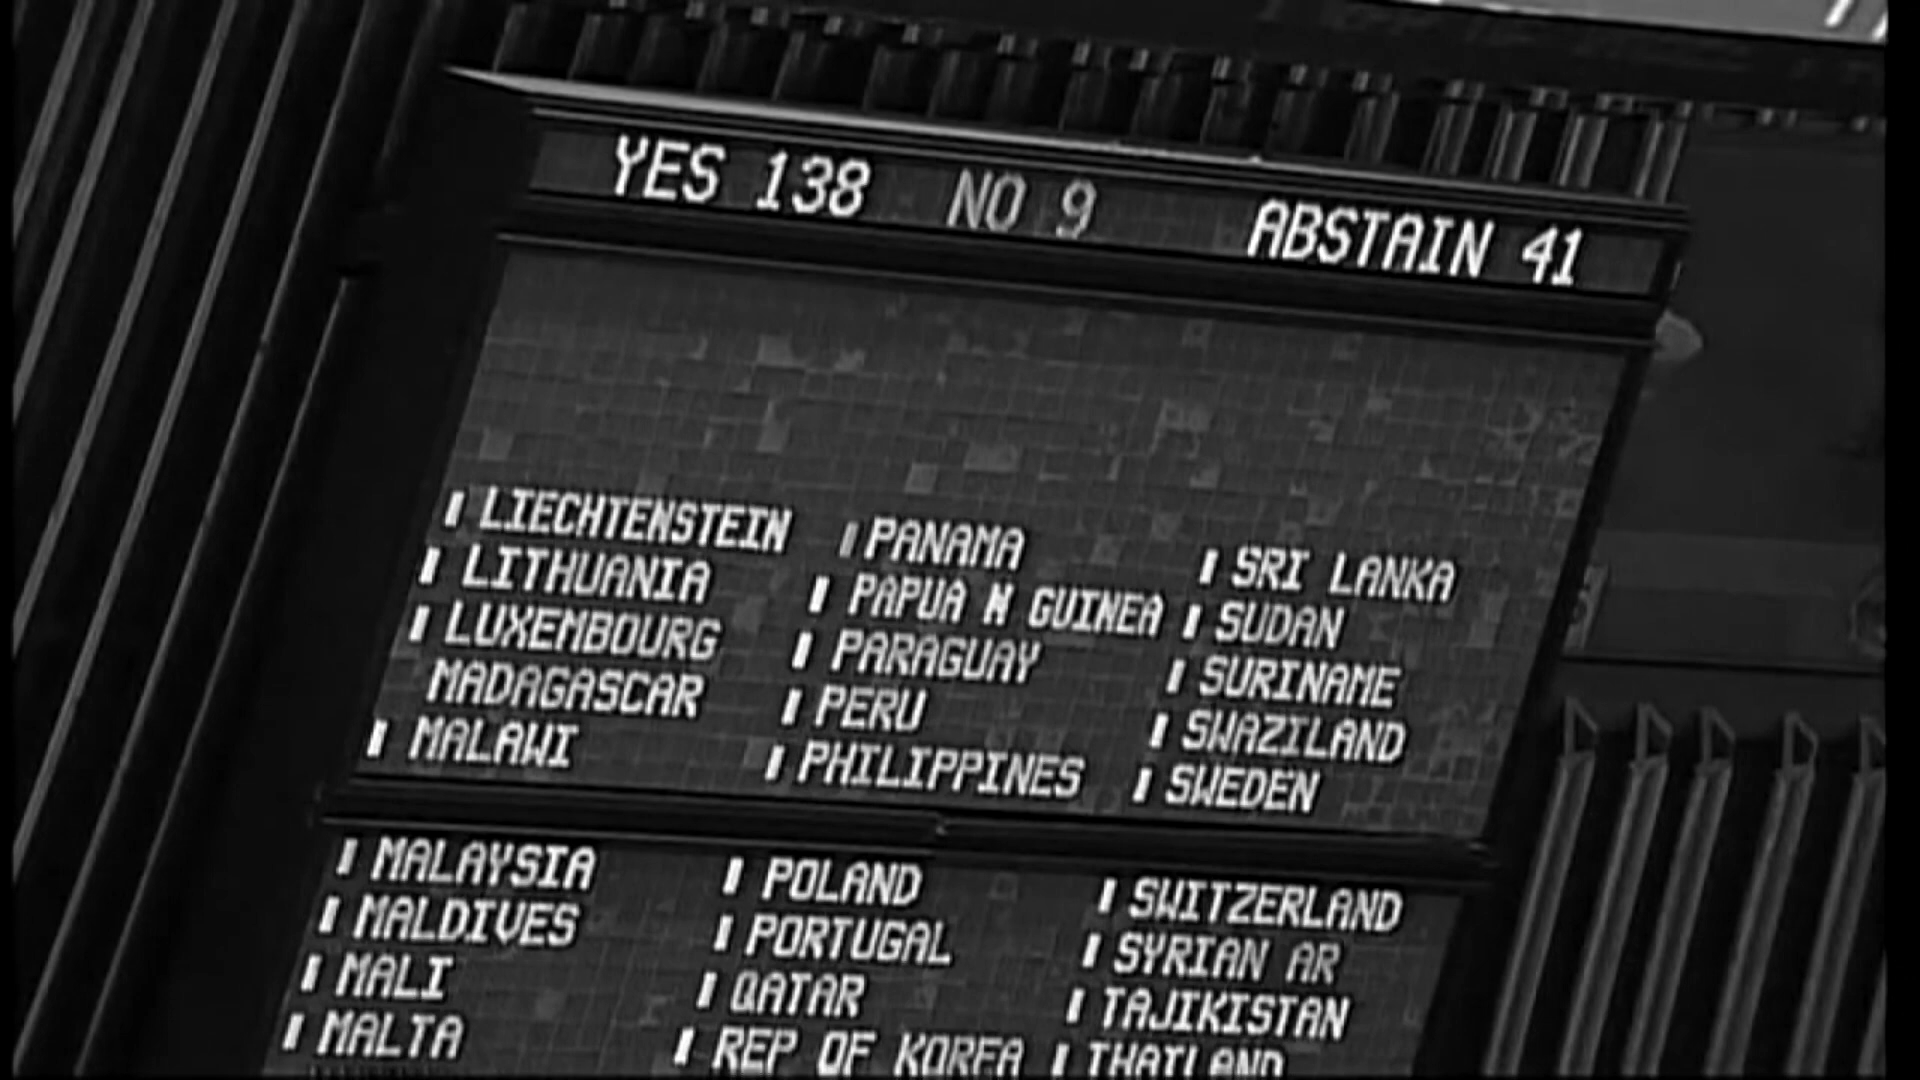 YES 138 NO 9 ABSTAIN 41
LIECHTENSTEIN PANAMA SRI LANKA
LITHUANIA PAPUA N GUINEA SUDAN
LUXEMBOURG PARAGUAY SURINAME
MADAGASCAR PERU SWAZILAND
MALAWI PHILIPPINES SWEDEN
MALAYSIA POLAND SWITZERLAND
MALDIVES PORTUGAL SYRIAN AR
MALI QATAR TAJIKISTAN
MALTA REP OF KOREA THAILAND